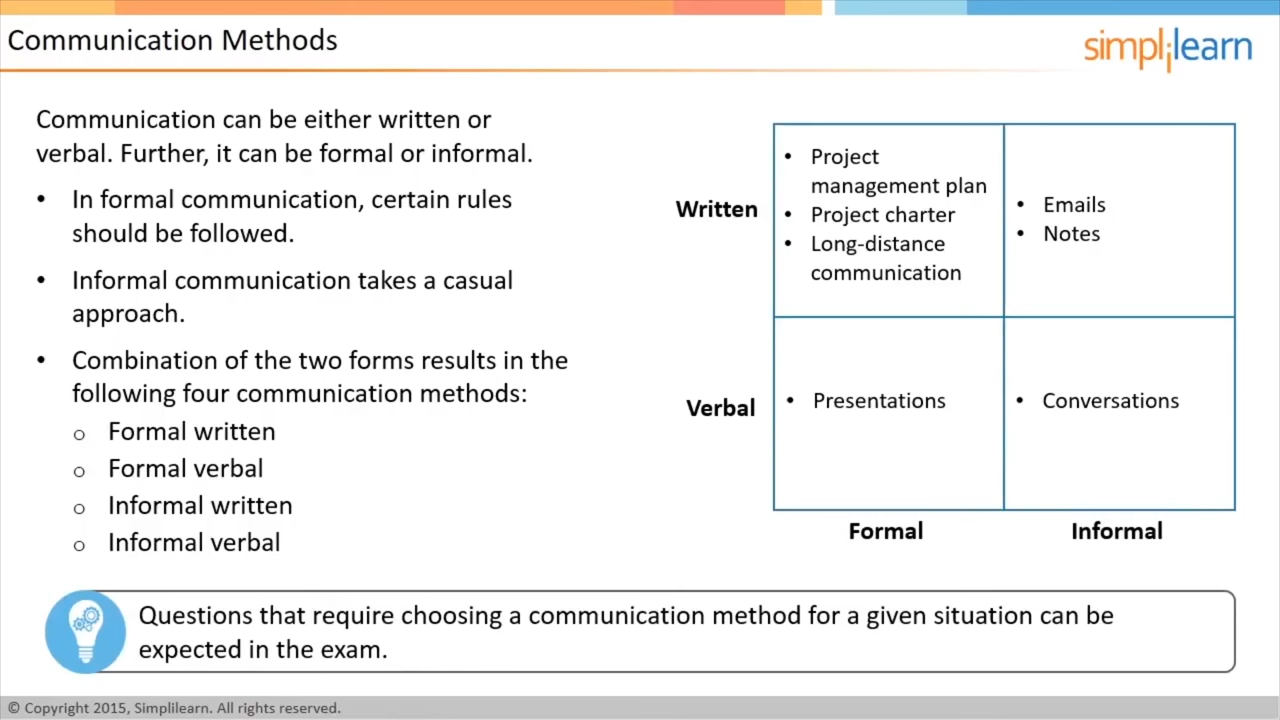 Communication Methods
simplilearn
Communication can be either written or
verbal. Further, it can be formal or informal.
• In formal communication, certain rules
should be followed.
• Informal communication takes a casual
approach.
• Combination of the two forms results in the
following four communication methods:
o Formal written
o Formal verbal
o Informal written
o Informal verbal
Written
• Project
management plan
• Project charter
• Long-distance
communication
• Emails
• Notes
Verbal
• Presentations
• Conversations
Formal
Informal
Questions that require choosing a communication method for a given situation can be
expected in the exam.
© Copyright 2015, Simplilearn. All rights reserved.